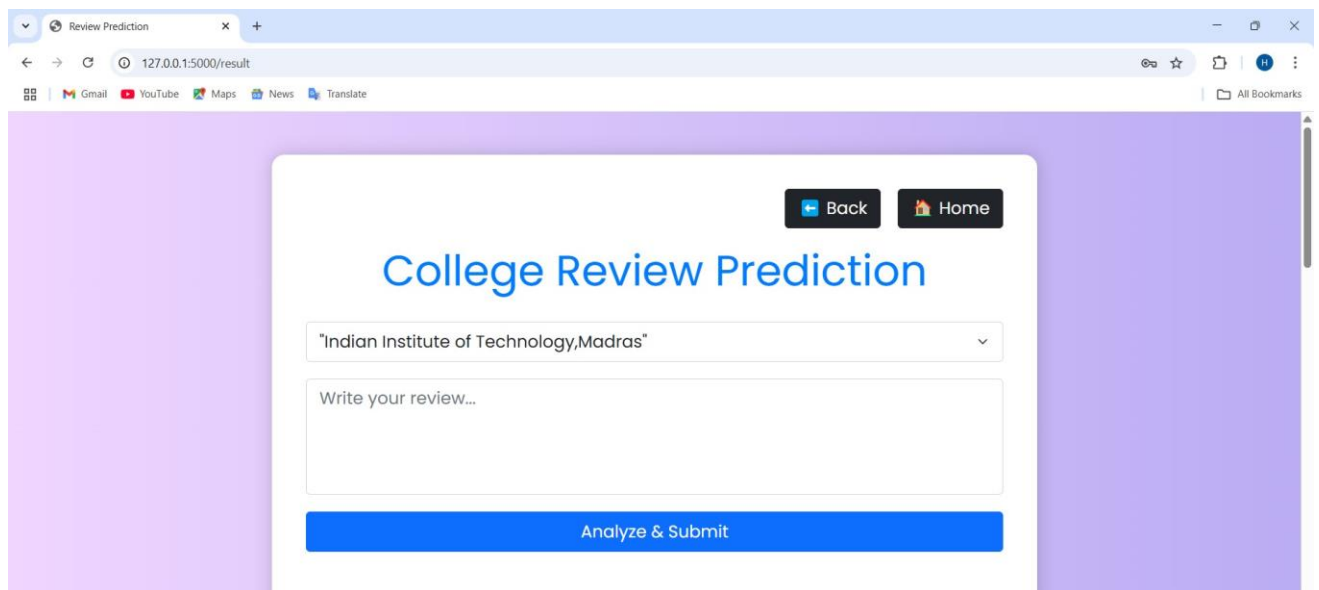 Review Prediction
127.0.0.1:5000/result
H
Gmail YouTube Maps News Translate All Bookmarks
Back Home
College Review Prediction
"Indian Institute of Technology,Madras"
Write your review...
Analyze & Submit